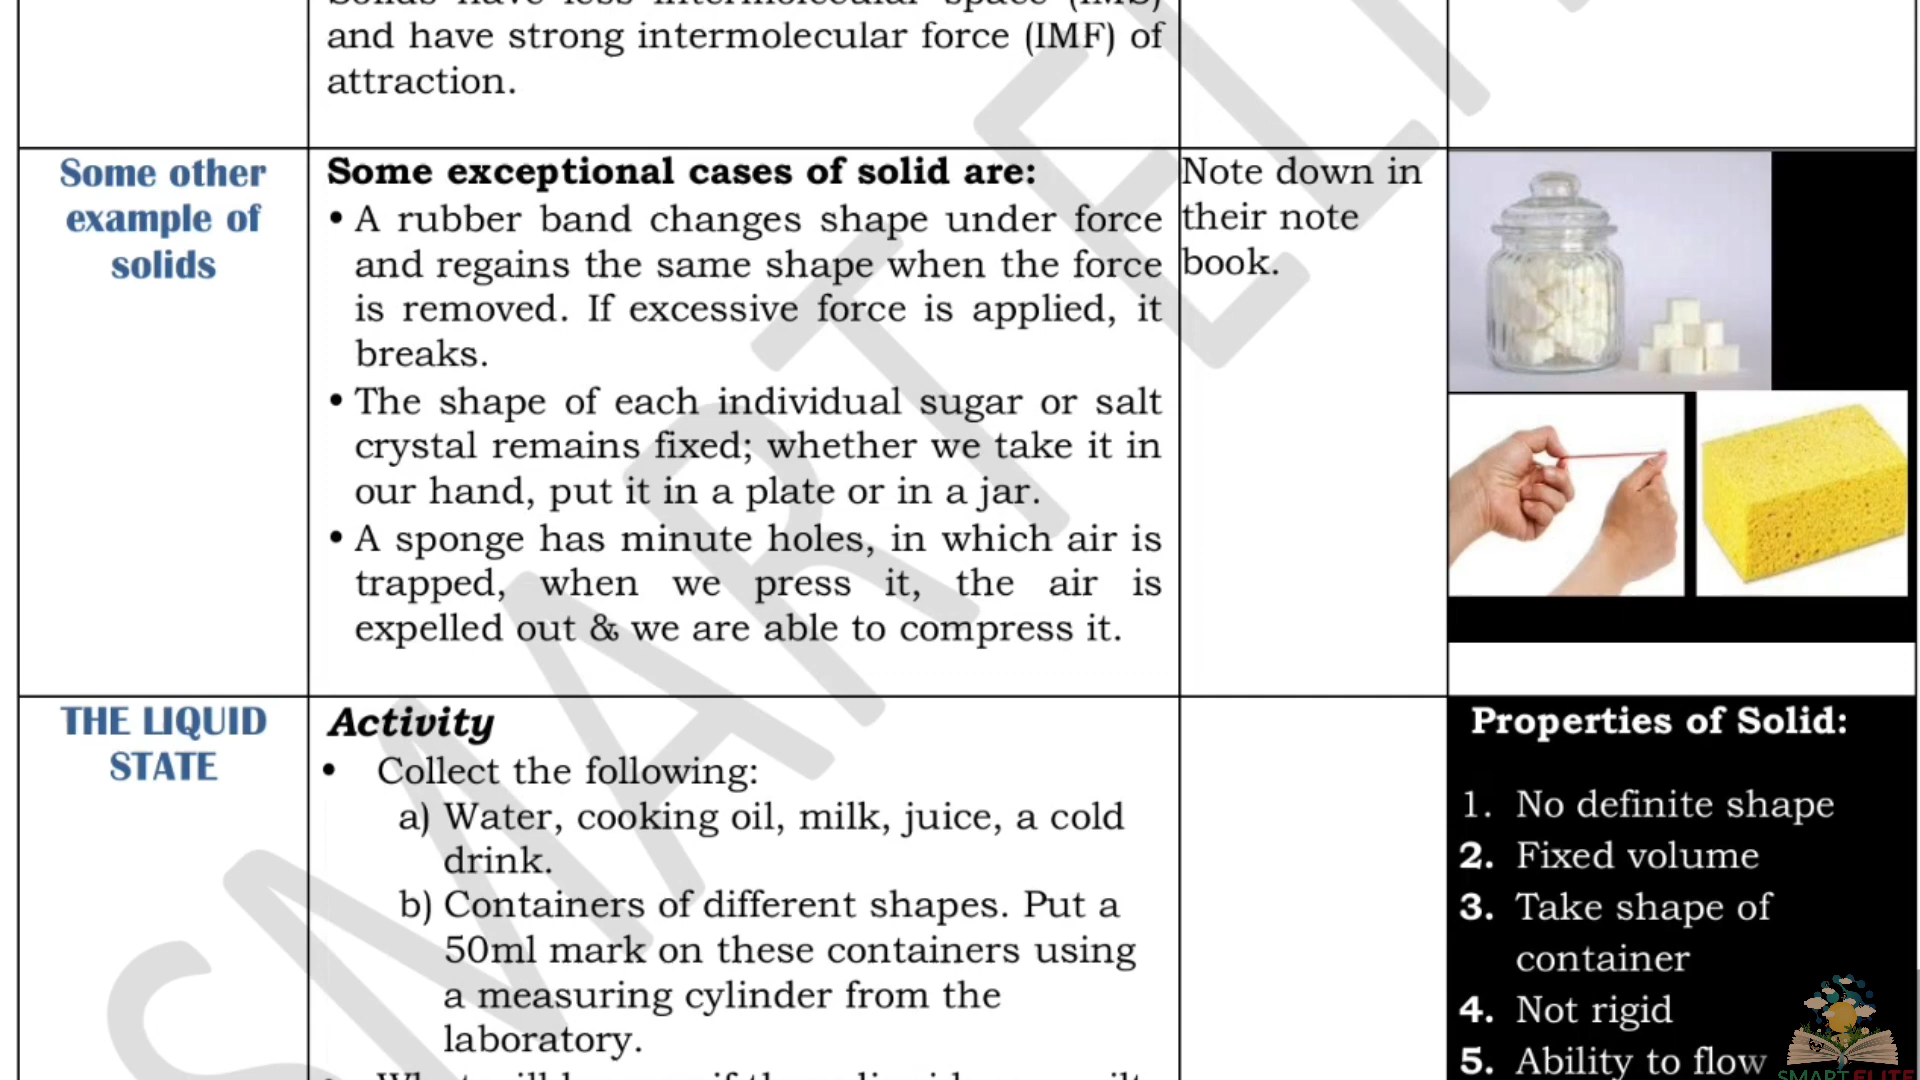 and have strong intermolecular force (IMF) of
attraction.
Some other
example of
solids
Some exceptional cases of solid are:
• A rubber band changes shape under force
and regains the same shape when the force
is removed. If excessive force is applied, it
breaks.
• The shape of each individual sugar or salt
crystal remains fixed; whether we take it in
our hand, put it in a plate or in a jar.
• A sponge has minute holes, in which air is
trapped, when we press it, the air is
expelled out & we are able to compress it.
Note down in
their note
book.
THE LIQUID
STATE
Activity
• Collect the following:
a) Water, cooking oil, milk, juice, a cold
drink.
b) Containers of different shapes. Put a
50ml mark on these containers using
a measuring cylinder from the
laboratory.
Properties of Solid:
1. No definite shape
2. Fixed volume
3. Take shape of
container
4. Not rigid
5. Ability to flow
SMART ELITE